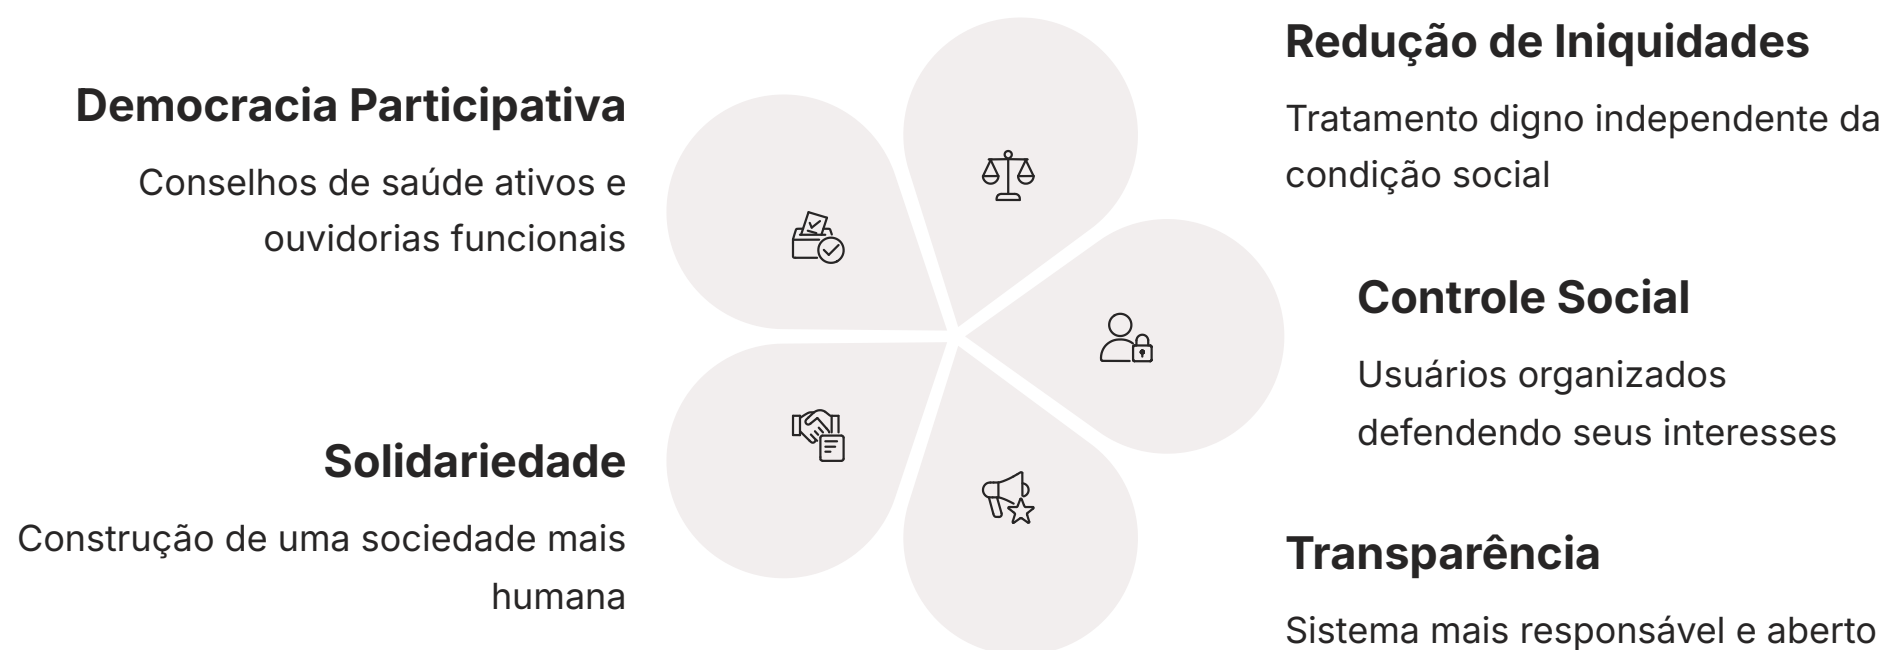 Democracia Participativa
Conselhos de saúde ativos e
ouvidorias funcionais
Solidariedade
Construção de uma sociedade mais
humana
Redução de Iniquidades
Tratamento digno independente da
condição social
Controle Social
Usuários organizados
defendendo seus interesses
Transparência
Sistema mais responsável e aberto